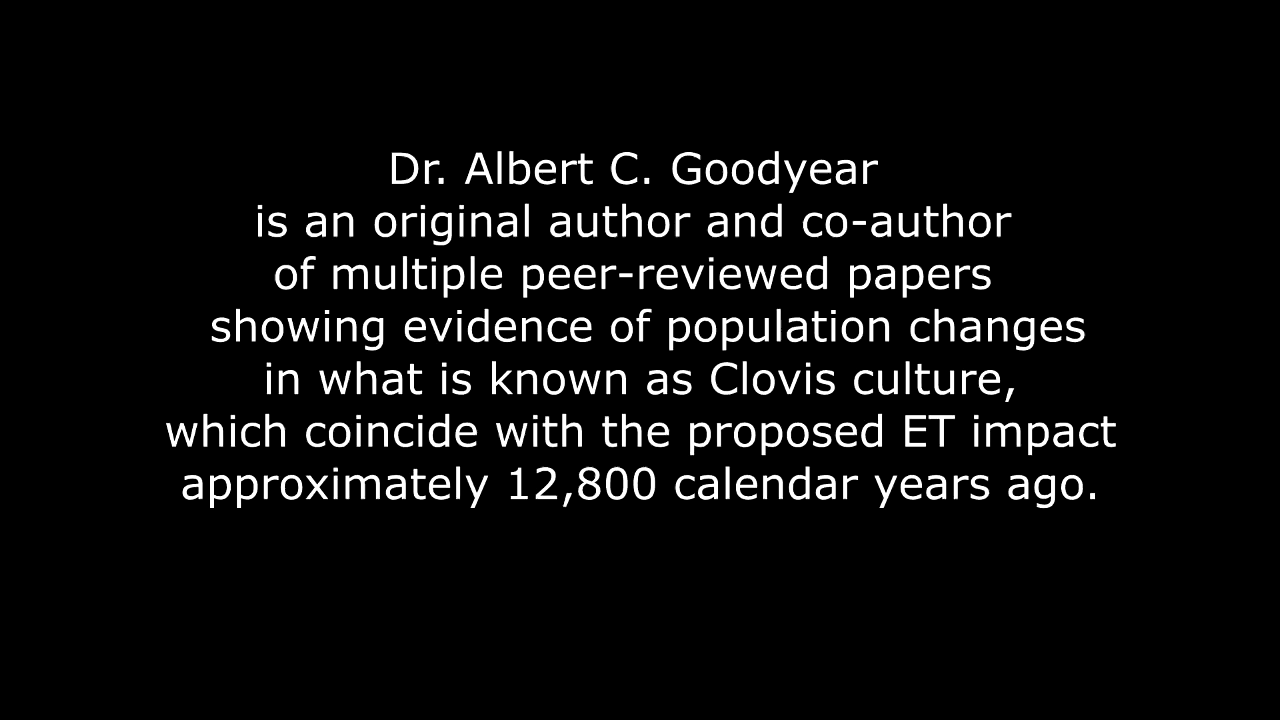 Dr. Albert C. Goodyear
is an original author and co-author
of multiple peer-reviewed papers
showing evidence of population changes
in what is known as Clovis culture,
which coincide with the proposed ET impact
approximately 12,800 calendar years ago.